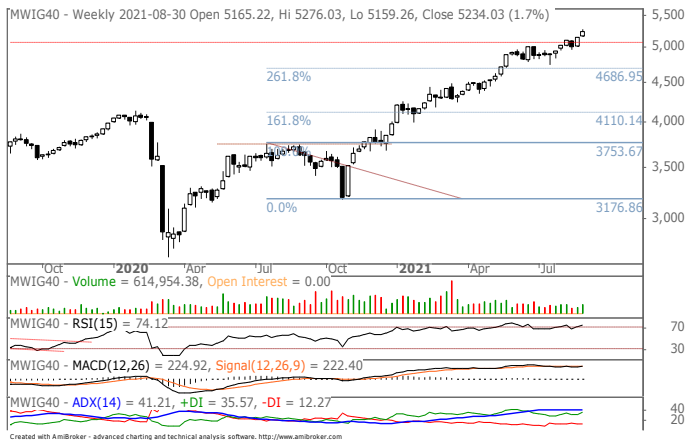 MWIG40 - Weekly 2021-08-30 Open 5165.22, Hi 5276.03, Lo 5159.26, Close 5234.03 (1.7%)
5,500
5,000
4,500
4,000
3,500
3,000
261.8%
4686.95
161.8%
4110.14
3753.67
0.0%
3176.86
Oct
2020
Apr
Jul
Oct
2021
Apr
Jul
MWIG40 - Volume = 614,954.38, Open Interest = 0.00
MWIG40 - RSI(15) = 74.12
70
30
MWIG40 - MACD(12,26) = 224.92, Signal(12,26,9) = 222.40
MWIG40 - ADX(14) = 41.21, +DI = 35.57, -DI = 12.27
40
20
Created with AmiBroker - advanced charting and technical analysis software. http://www.amibroker.com